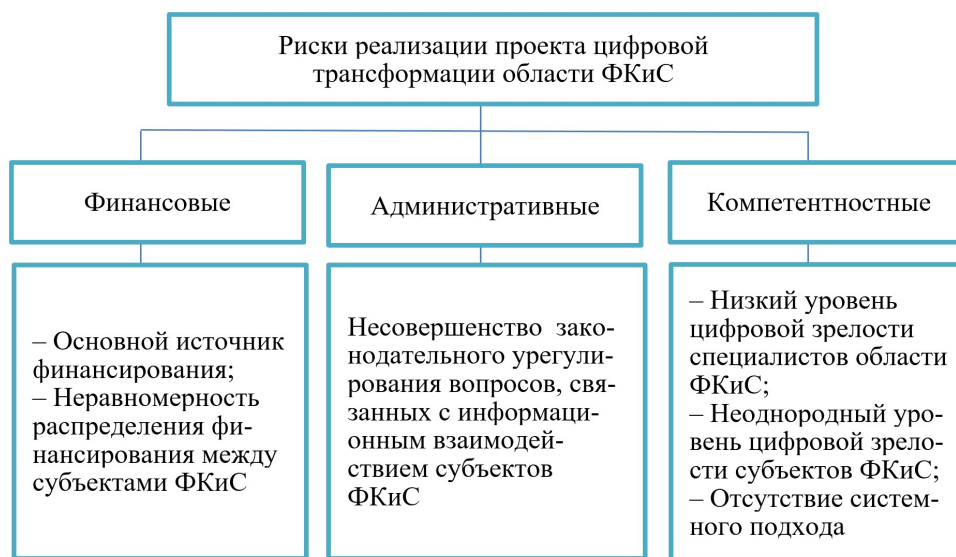 Риски реализации проекта цифровой
трансформации области ФКиС
Финансовые
Административные
Компетентностные
– Основной источник
финансирования;
– Неравномерность
распределения фи-
нансирования между
субъектами ФКиС
Несовершенство зако-
нодательного урегули-
рования вопросов, свя-
занных с информаци-
онным взаимодей-
ствием субъектов
ФКиС
– Низкий уровень
цифровой зрелости
специалистов области
ФКиС;
– Неоднородный уро-
вень цифровой зрело-
сти субъектов ФКиС;
– Отсутствие систем-
ного подхода